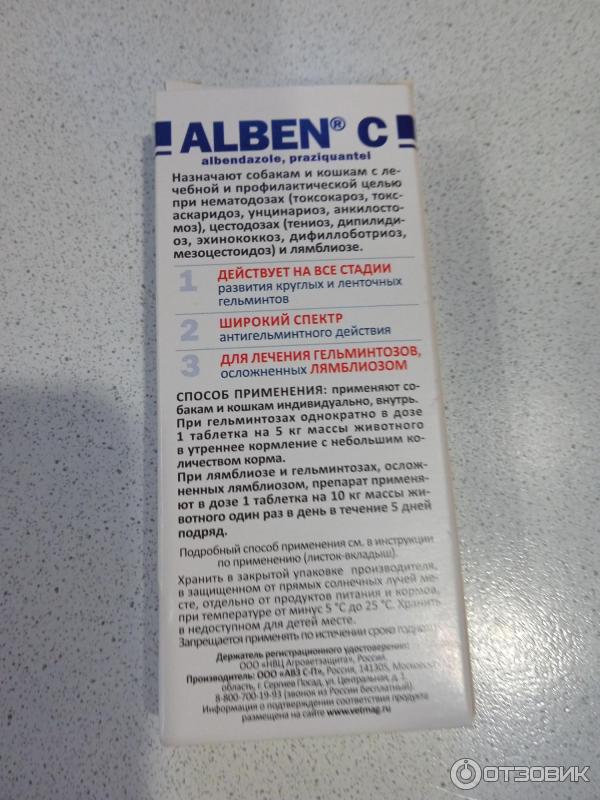 ALBEN® C
albendazole, praziquantel
Назначают собакам и кошкам с ле-
чебной и профилактической целью
при нематодозах (токсокароз, токс-
аскаридоз, унцинариоз, анкилосто-
моз), цестодозах (тениоз, дипилиди-
оз, эхинококкоз, дифиллоботриоз,
мезоцестоидоз) и лямблиозе.
1 ДЕЙСТВУЕТ НА ВСЕ СТАДИИ
развития круглых и ленточных
гельминтов
2 ШИРОКИЙ СПЕКТР
антигельминтного действия
3 ДЛЯ ЛЕЧЕНИЯ ГЕЛЬМИНТОЗОВ,
осложненных ЛЯМБЛИОЗОМ
СПОСОБ ПРИМЕНЕНИЯ: применяют со-
бакам и кошкам индивидуально, внутрь.
При гельминтозах однократно в дозе
1 таблетка на 5 кг массы животного
в утреннее кормление с небольшим ко-
личеством корма.
При лямблиозе и гельминтозах, ослож-
ненных лямблиозом, препарат применя-
ют в дозе 1 таблетка на 10 кг массы жи-
вотного один раз в день в течение 5 дней
подряд.
Подробный способ применения см. в инструкции
по применению (листок-вкладыш).
Хранить в закрытой упаковке производителя,
в защищенном от прямых солнечных лучей ме-
сте, отдельно от продуктов питания и кормов,
при температуре от минус 5 °С до 25 °С. Хранить
в недоступном для детей месте.
Запрещается применять по истечении срока годности.
Держатель регистрационного удостоверения:
ООО «НВЦ Агроветзащита», Россия.
Производитель: ООО «АВЗ С-П», Россия, 141305, Московская
область, г. Сергиев Посад, ул. Центральная, д. 1.
8-800-700-19-93 (звонок из России бесплатный).
Информация о подтверждении соответствия продукта
размещена на сайте www.vetmag.ru
ОТЗОВИК